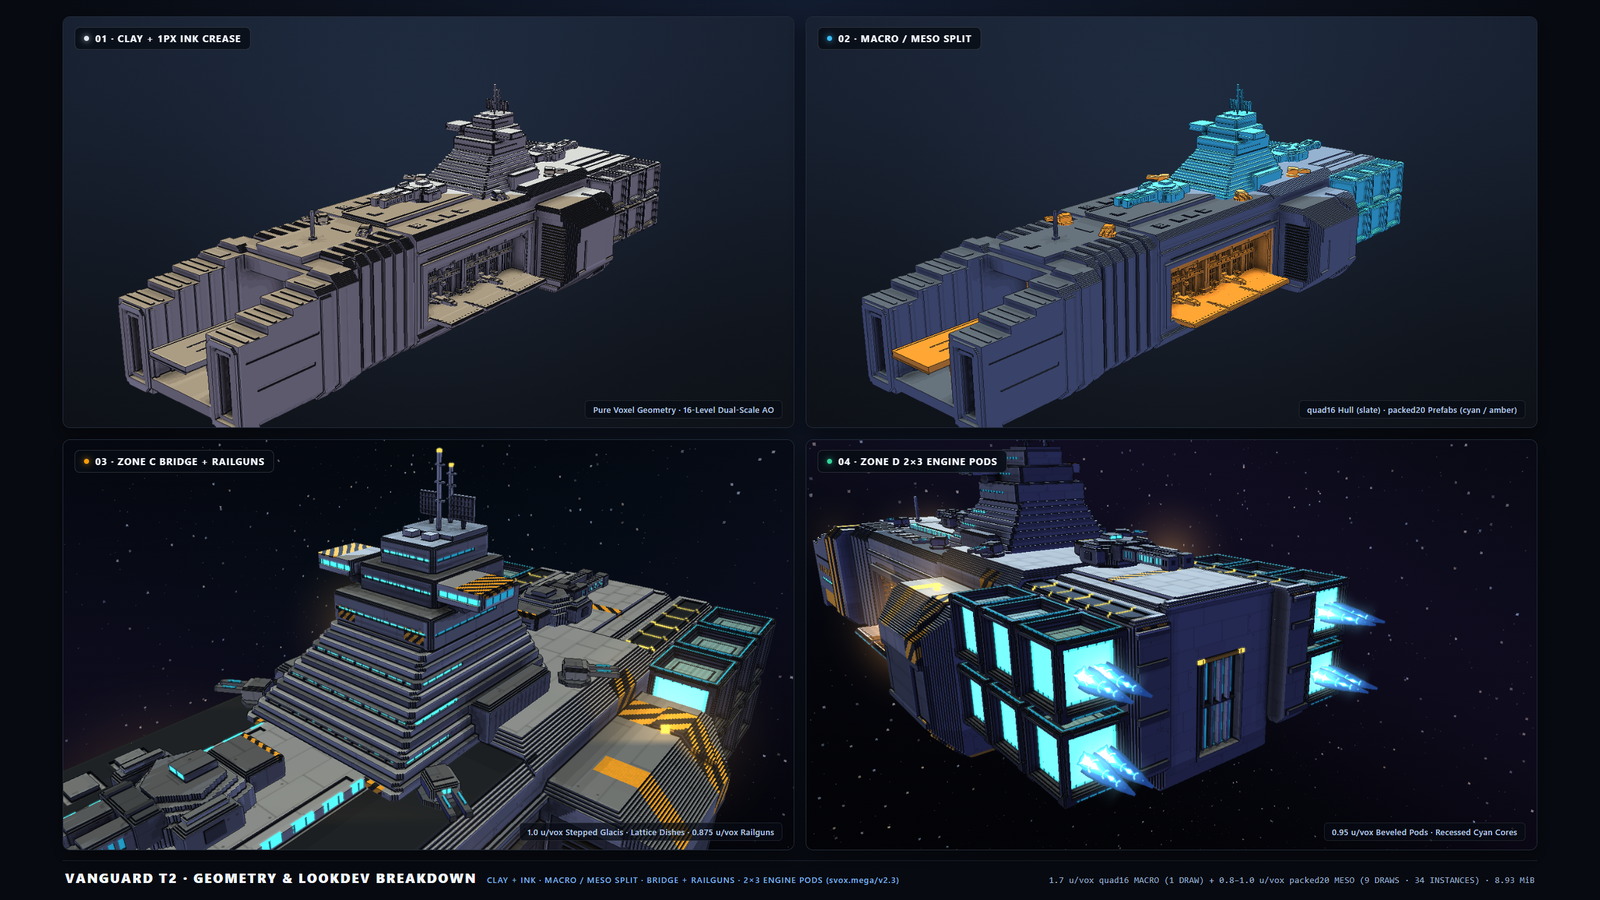 01 · CLAY + 1PX INK CREASE
Pure Voxel Geometry · 16-Level Dual-Scale AO
02 · MACRO / MESO SPLIT
quad16 Hull (slate) · packed20 Prefabs (cyan / amber)
03 · ZONE C BRIDGE + RAILGUNS
1.0 u/vox Stepped Glacis · Lattice Dishes · 0.875 u/vox Railguns
04 · ZONE D 2×3 ENGINE PODS
0.95 u/vox Beveled Pods · Recessed Cyan Cores
VANGUARD T2 · GEOMETRY & LOOKDEV BREAKDOWN
CLAY + INK · MACRO / MESO SPLIT · BRIDGE + RAILGUNS · 2×3 ENGINE PODS (svox.mega/v2.3)
1.7 u/vox quad16 MACRO (1 DRAW) + 0.8–1.0 u/vox packed20 MESO (9 DRAWS · 34 INSTANCES) · 8.93 MiB